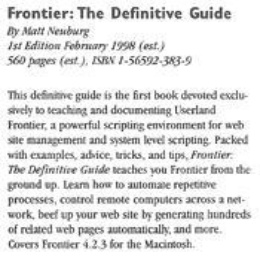 Frontier: The Definitive Guide
By Matt Neuburg
1st Edition February 1998 (est.)
560 pages (est.), ISBN 1-56592-383-9
This definitive guide is the first book devoted exclu-
sively to teaching and documenting Userland
Frontier, a powerful scripting environment for web
site management and system level scripting. Packed
with examples, advice, tricks, and tips, Frontier:
The Definitive Guide teaches you Frontier from the
ground up. Learn how to automate repetitive
processes, control remote computers across a net-
work, beef up your web site by generating hundreds
of related web pages automatically, and more.
Covers Frontier 4.2.3 for the Macintosh.